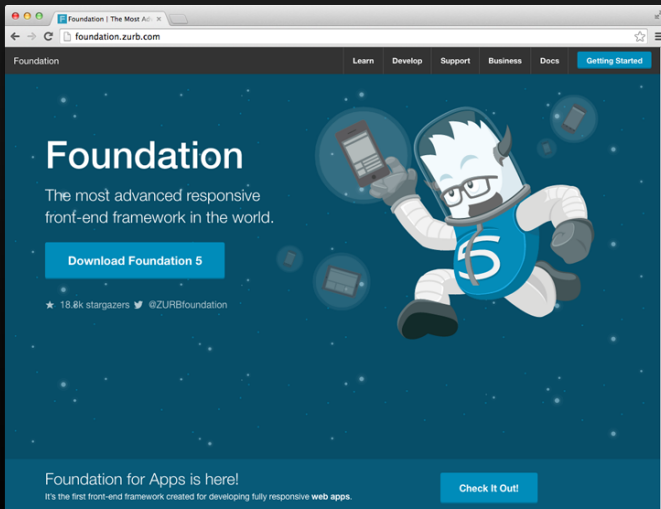 Foundation | The Most Ad
foundation.zurb.com
Foundation
Learn
Develop
Support
Business
Docs
Getting Started
Foundation
The most advanced responsive
front-end framework in the world.
Download Foundation 5
18.8k stargazers
@ZURBfoundation
5
Foundation for Apps is here!
It's the first front-end framework created for developing fully responsive web apps.
Check It Out!